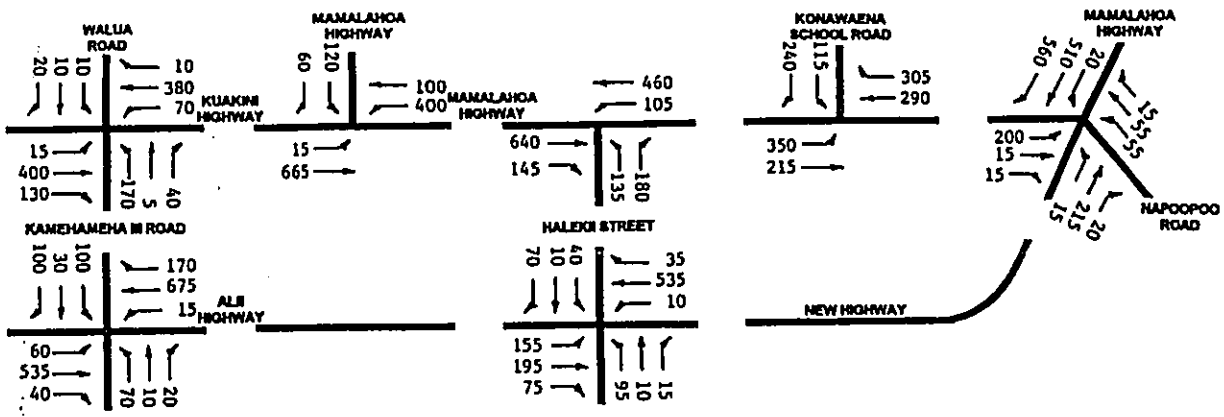 WALUA
ROAD
20 10 10
10
380
70
KUAKINI
HIGHWAY
15
400
130
170 5 40
MAMALAHOA
HIGHWAY
60 120
100
400
15
665
MAMALAHOA
HIGHWAY
460
105
640
145
135 180
KONAWAENA
SCHOOL ROAD
240 115
305
290
350
215
MAMALAHOA
HIGHWAY
560 510 20
15
55
55
200
15
15
15 215 20
NAPOOPOO
ROAD
KAMEHAMEHA III ROAD
100 30 100
170
675
15
ALII
HIGHWAY
60
535
40
70 10 20
HALEKII STREET
70 10 40
35
535
10
155
195
75
95 10 15
NEW HIGHWAY